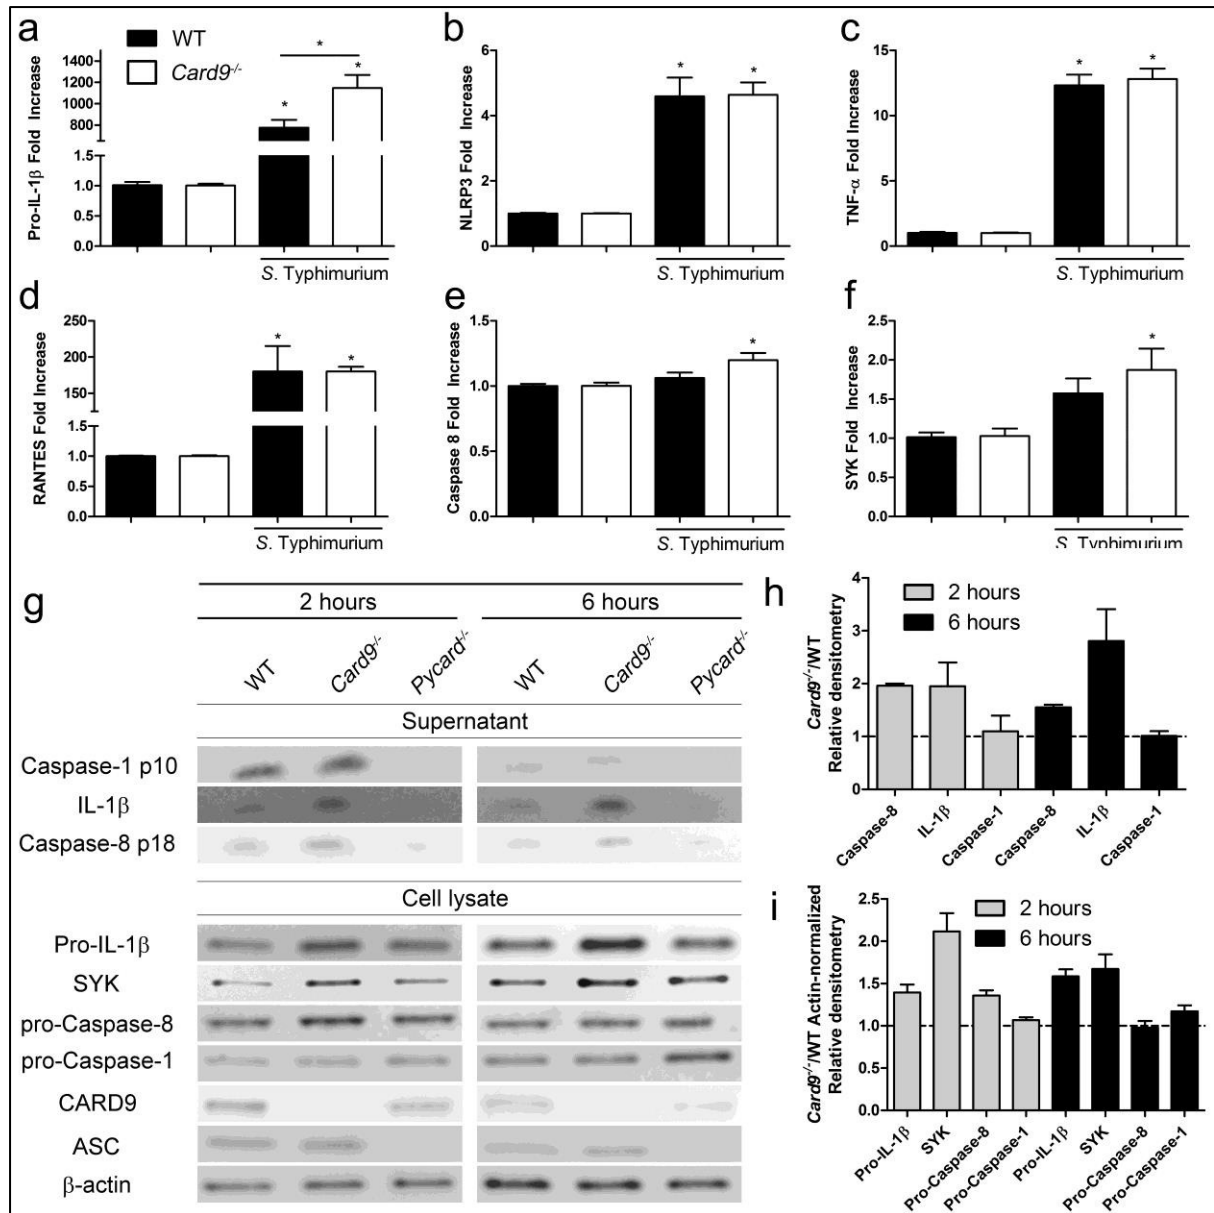 a
WT
Card9-/-
Pro-IL-1β Fold Increase
1400
1200
1000
800
1.5
1.0
0.5
0.0
*
*
*
S. Typhimurium
b
NLRP3 Fold Increase
6
4
2
0
*
*
S. Typhimurium
c
TNF-α Fold Increase
15
10
5
0
*
*
S. Typhimurium
d
RANTES Fold Increase
250
200
150
1.5
1.0
0.5
0.0
*
*
S. Typhimurium
e
Caspase 8 Fold Increase
1.5
1.0
0.5
0.0
*
S. Typhimurium
f
SYK Fold Increase
2.5
2.0
1.5
1.0
0.5
0.0
*
S. Typhimurium
g
2 hours 6 hours
WT Card9-/- Pycard-/- WT Card9-/- Pycard-/-
Supernatant
Caspase-1 p10
IL-1β
Caspase-8 p18
Cell lysate
Pro-IL-1β
SYK
pro-Caspase-8
pro-Caspase-1
CARD9
ASC
β-actin
h
2 hours
6 hours
Card9-/-/WT
Relative densitometry
4
3
2
1
0
Caspase-8 IL-1β Caspase-1 Caspase-8 IL-1β Caspase-1
i
2 hours
6 hours
Card9-/-/WT Actin-normalized
Relative densitometry
2.5
2.0
1.5
1.0
0.5
0.0
Pro-IL-1β SYK Pro-Caspase-8 Pro-Caspase-1 Pro-IL-1β SYK Pro-Caspase-8 Pro-Caspase-1